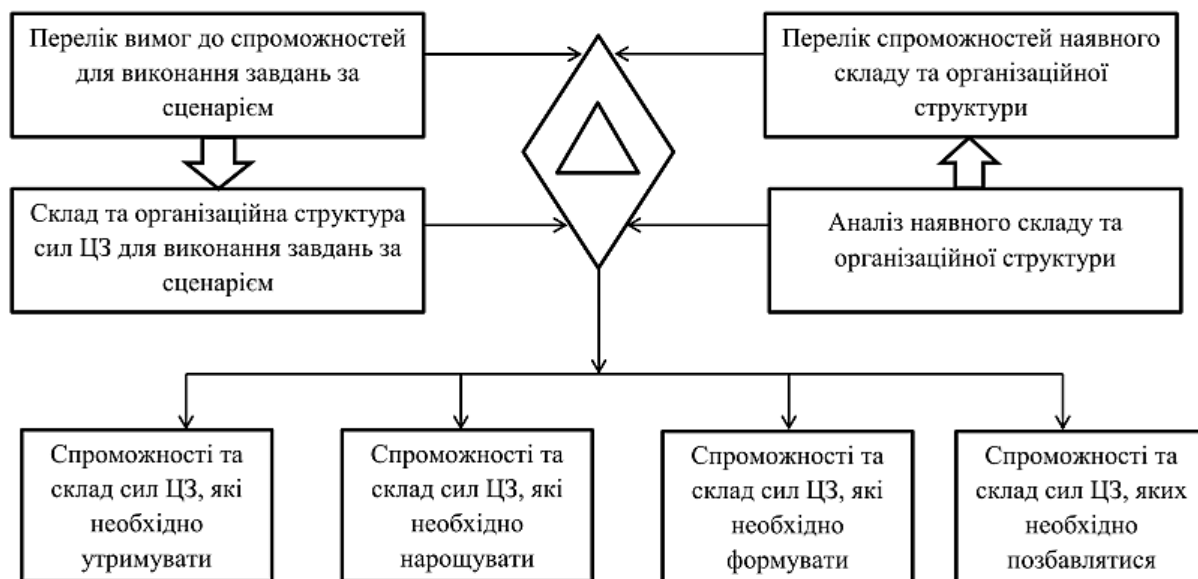 Перелік вимог до спроможностей
для виконання завдань за
сценарієм
Перелік спроможностей наявного
складу та організаційної
структури
Склад та організаційна структура
сил ЦЗ для виконання завдань за
сценарієм
Аналіз наявного складу та
організаційної структури
Спроможності та
склад сил ЦЗ, які
необхідно
утримувати
Спроможності та
склад сил ЦЗ, які
необхідно
нарощувати
Спроможності та
склад сил ЦЗ, які
необхідно
формувати
Спроможності та
склад сил ЦЗ, яких
необхідно
позбавлятися